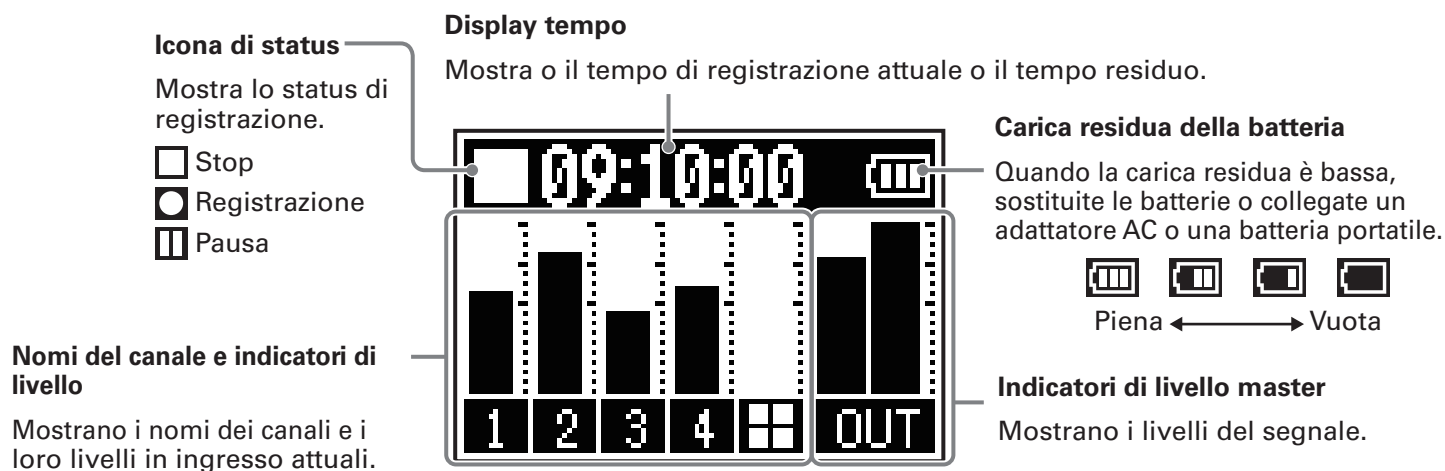 Display tempo
Mostra o il tempo di registrazione attuale o il tempo residuo.
Icona di status
Mostra lo status di
registrazione.
Stop
Registrazione
Pausa
09:10:00
Carica residua della batteria
Quando la carica residua è bassa,
sostituite le batterie o collegate un
adattatore AC o una batteria portatile.
Piena
Vuota
Nomi del canale e indicatori di
livello
Mostrano i nomi dei canali e i
loro livelli in ingresso attuali.
1 2 3 4 OUT
Indicatori di livello master
Mostrano i livelli del segnale.